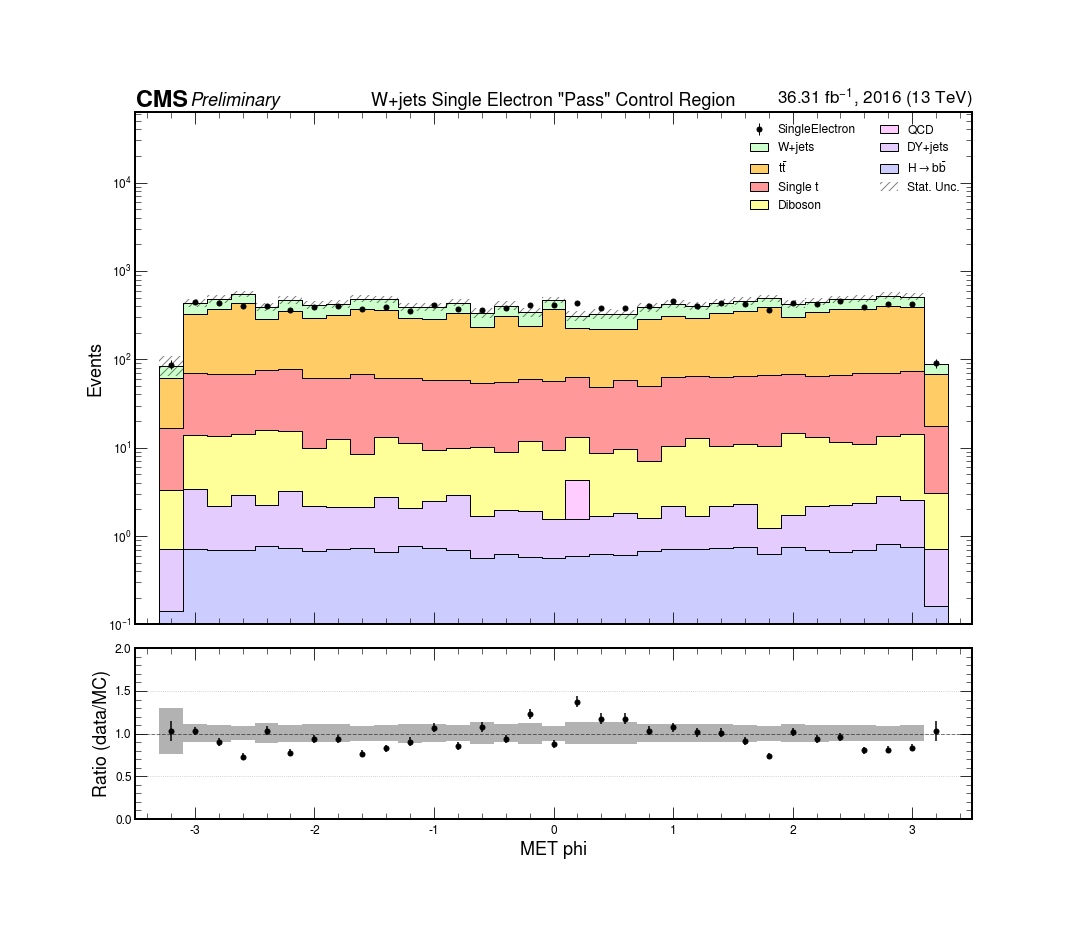 CMS Preliminary W+jets Single Electron "Pass" Control Region 36.31 fb⁻¹, 2016 (13 TeV)
SingleElectron
W+jets
tt̄
Single t
Diboson
QCD
DY+jets
H→bb̄
Stat. Unc.
Events
10⁴
10³
10²
10¹
10⁰
10⁻¹
Ratio (data/MC)
2.0
1.5
1.0
0.5
0.0
-3 -2 -1 0 1 2 3
MET phi